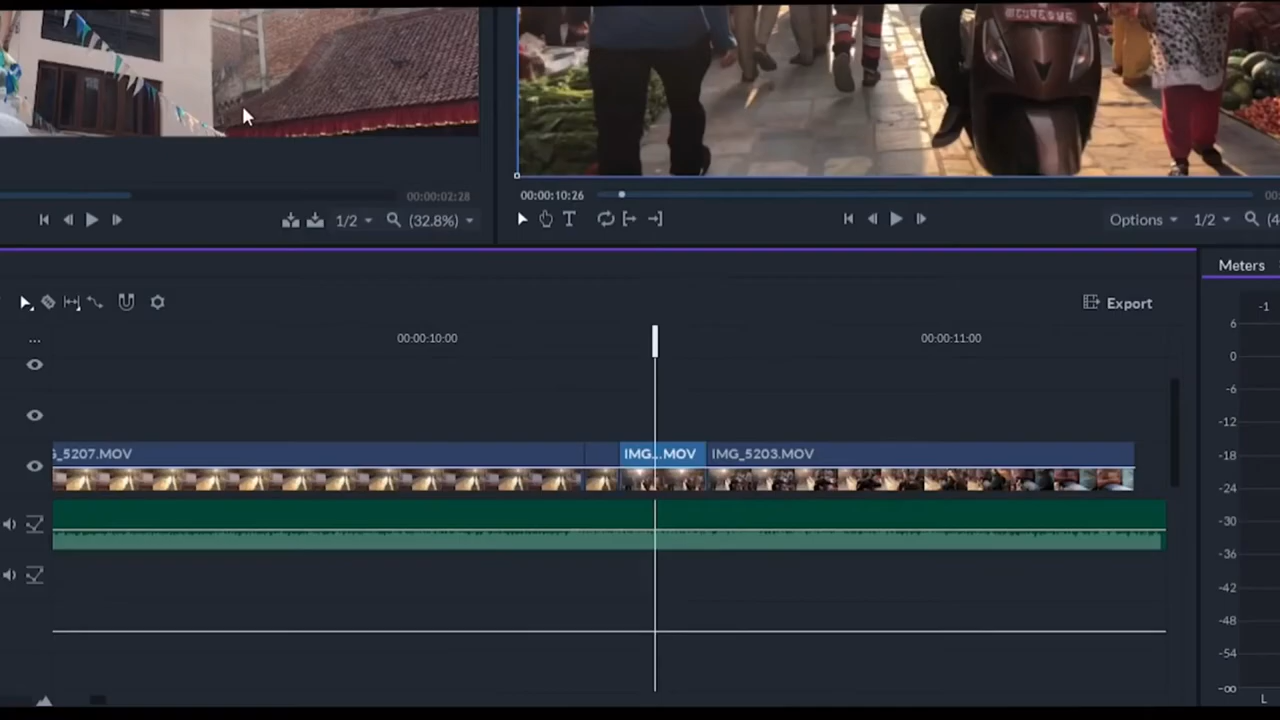 00:00:02:28
1/2
(32.8%)
00:00:10:26
Options
1/2
Meters
Export
00:00:10:00
00:00:11:00
-1
6
0
-6
-12
-18
-24
-30
-36
-42
-48
-54
-∞
L
_5207.MOV
IMG...MOV
IMG_5203.MOV